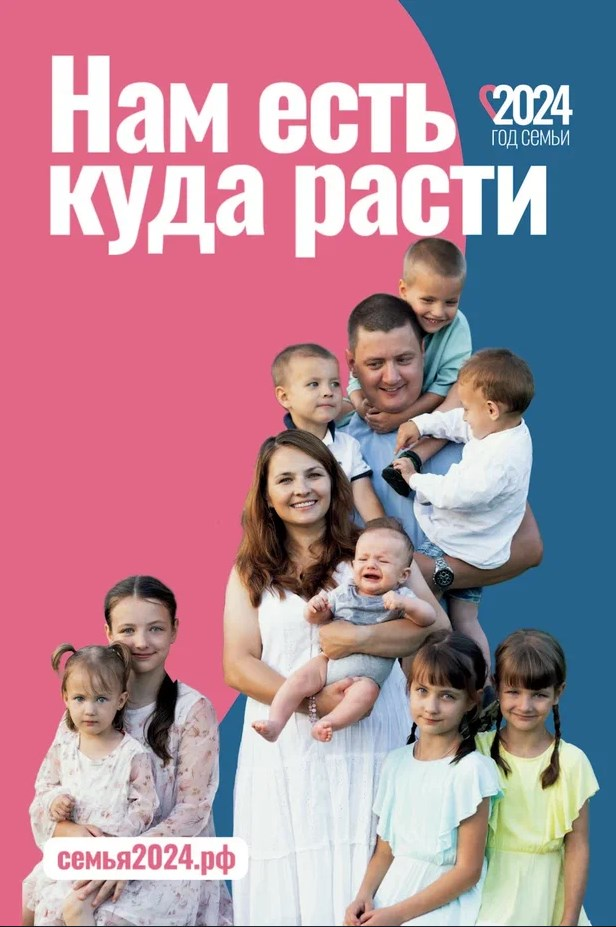 Нам есть
куда расти
2024
год семьи
семья2024.рф